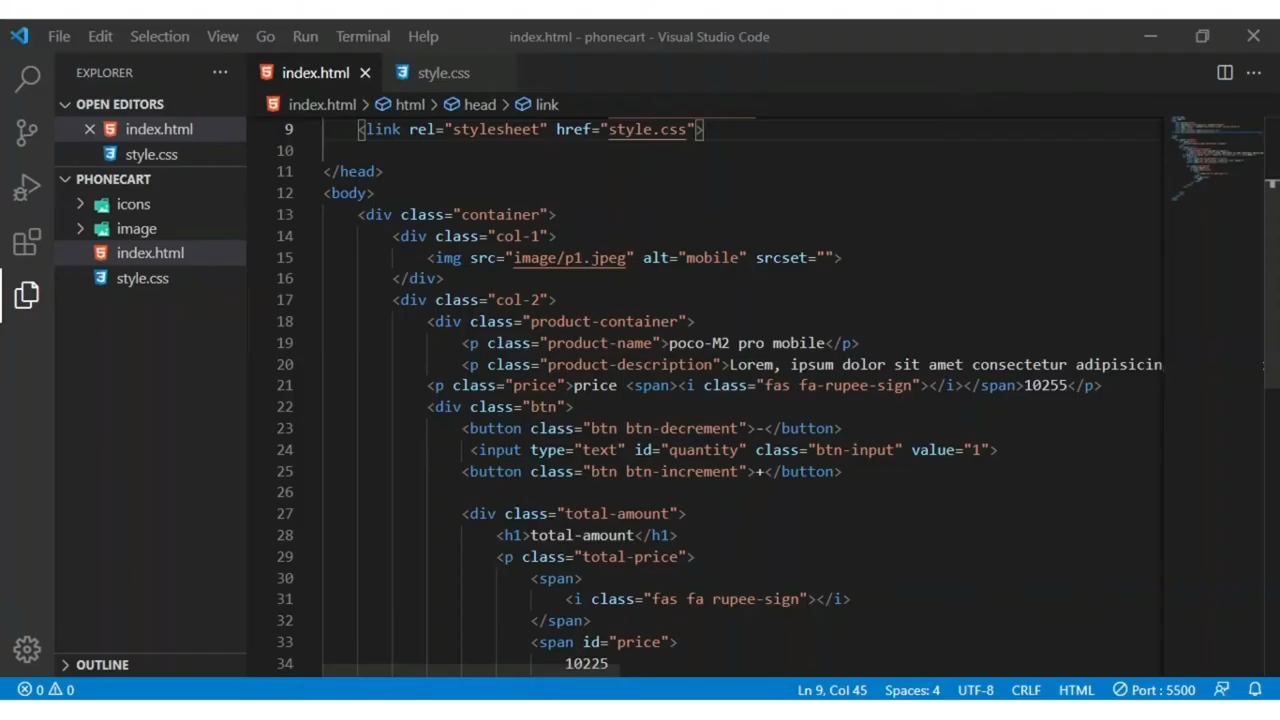 File Edit Selection View Go Run Terminal Help index.html - phonecart - Visual Studio Code
EXPLORER
index.html style.css
OPEN EDITORS
index.html
style.css
PHONECART
icons
image
index.html
style.css
OUTLINE
index.html > html > head > link
9 <link rel="stylesheet" href="style.css">
10
11 </head>
12 <body>
13 <div class="container">
14 <div class="col-1">
15 <img src="image/p1.jpeg" alt="mobile" srcset="">
16 </div>
17 <div class="col-2">
18 <div class="product-container">
19 <p class="product-name">poco-M2 pro mobile</p>
20 <p class="product-description">Lorem, ipsum dolor sit amet consectetur adipisicin
21 <p class="price">price <span><i class="fas fa-rupee-sign"></i></span>10255</p>
22 <div class="btn">
23 <button class="btn btn-decrement">-</button>
24 <input type="text" id="quantity" class="btn-input" value="1">
25 <button class="btn btn-increment">+</button>
26
27 <div class="total-amount">
28 <h1>total-amount</h1>
29 <p class="total-price">
30 <span>
31 <i class="fas fa rupee-sign"></i>
32 </span>
33 <span id="price">
34 10225
0 0 Ln 9, Col 45 Spaces: 4 UTF-8 CRLF HTML Port : 5500